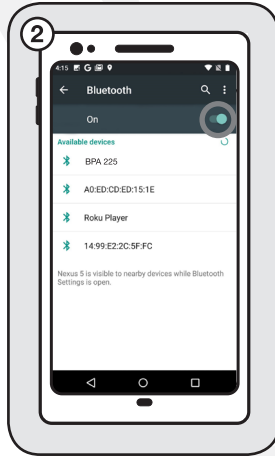 2
4:15 G
Bluetooth
On
Available devices
BPA 225
A0:ED:CD:ED:15:1E
Roku Player
14:99:E2:2C:5F:FC
Nexus 5 is visible to nearby devices while Bluetooth
Settings is open.